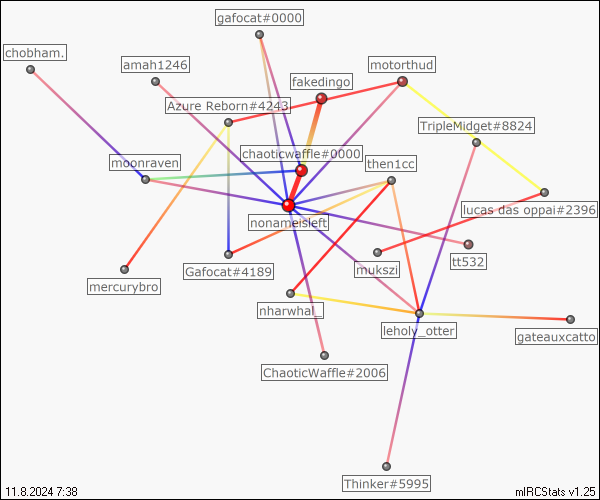 gafocat#0000
chobham.
amah1246
motorthud
fakedingo
Azure Reborn#4243
TripleMidget#8824
chaoticwaffle#0000
moonraven
then1cc
lucas das oppai#2396
nonameisleft
tt532
Gafocat#4189
mukszi
mercurybro
nharwhal_
leholy_otter
gateauxcatto
ChaoticWaffle#2006
Thinker#5995
11.8.2024 7:38
mIRCStats v1.25